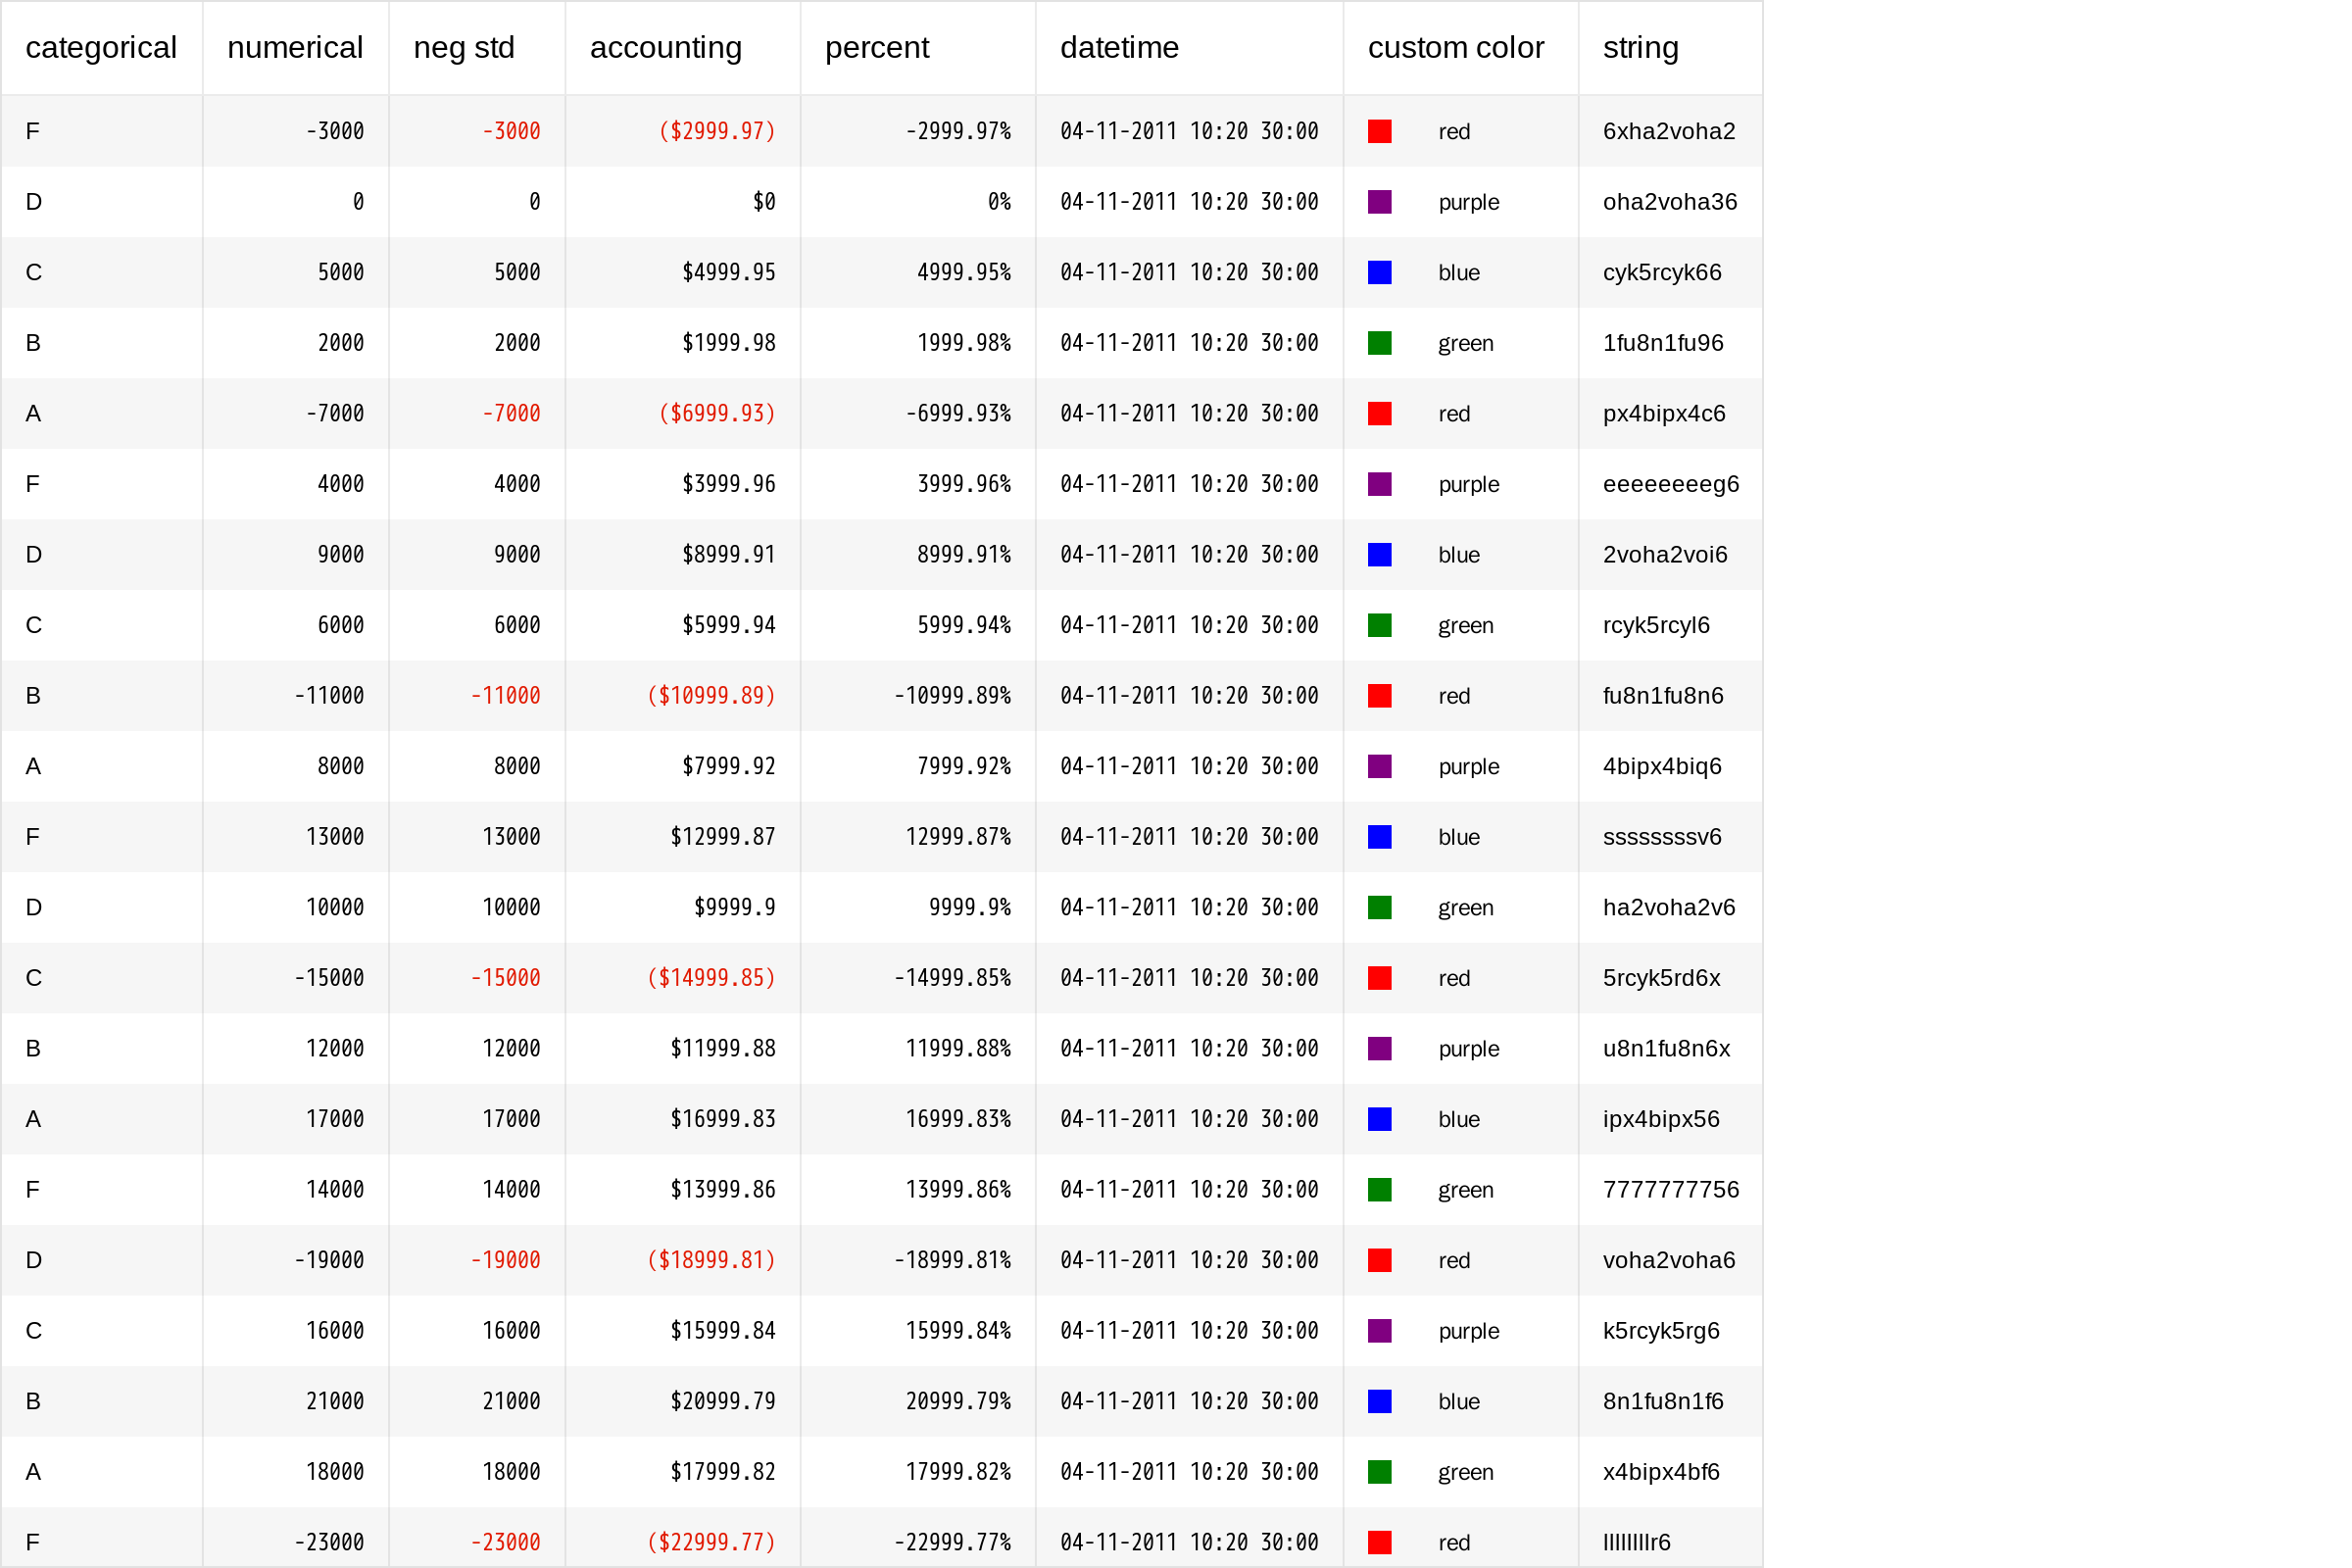 categorical numerical neg std accounting percent datetime custom color string
F -3000 -3000 ($2999.97) -2999.97% 04-11-2011 10:20 30:00 red 6xha2voha2
D 0 0 $0 0% 04-11-2011 10:20 30:00 purple oha2voha36
C 5000 5000 $4999.95 4999.95% 04-11-2011 10:20 30:00 blue cyk5rcyk66
B 2000 2000 $1999.98 1999.98% 04-11-2011 10:20 30:00 green 1fu8n1fu96
A -7000 -7000 ($6999.93) -6999.93% 04-11-2011 10:20 30:00 red px4bipx4c6
F 4000 4000 $3999.96 3999.96% 04-11-2011 10:20 30:00 purple eeeeeeeeg6
D 9000 9000 $8999.91 8999.91% 04-11-2011 10:20 30:00 blue 2voha2voi6
C 6000 6000 $5999.94 5999.94% 04-11-2011 10:20 30:00 green rcyk5rcyl6
B -11000 -11000 ($10999.89) -10999.89% 04-11-2011 10:20 30:00 red fu8n1fu8n6
A 8000 8000 $7999.92 7999.92% 04-11-2011 10:20 30:00 purple 4bipx4biq6
F 13000 13000 $12999.87 12999.87% 04-11-2011 10:20 30:00 blue ssssssssv6
D 10000 10000 $9999.9 9999.9% 04-11-2011 10:20 30:00 green ha2voha2v6
C -15000 -15000 ($14999.85) -14999.85% 04-11-2011 10:20 30:00 red 5rcyk5rd6x
B 12000 12000 $11999.88 11999.88% 04-11-2011 10:20 30:00 purple u8n1fu8n6x
A 17000 17000 $16999.83 16999.83% 04-11-2011 10:20 30:00 blue ipx4bipx56
F 14000 14000 $13999.86 13999.86% 04-11-2011 10:20 30:00 green 7777777756
D -19000 -19000 ($18999.81) -18999.81% 04-11-2011 10:20 30:00 red voha2voha6
C 16000 16000 $15999.84 15999.84% 04-11-2011 10:20 30:00 purple k5rcyk5rg6
B 21000 21000 $20999.79 20999.79% 04-11-2011 10:20 30:00 blue 8n1fu8n1f6
A 18000 18000 $17999.82 17999.82% 04-11-2011 10:20 30:00 green x4bipx4bf6
F -23000 -23000 ($22999.77) -22999.77% 04-11-2011 10:20 30:00 red llllllllr6